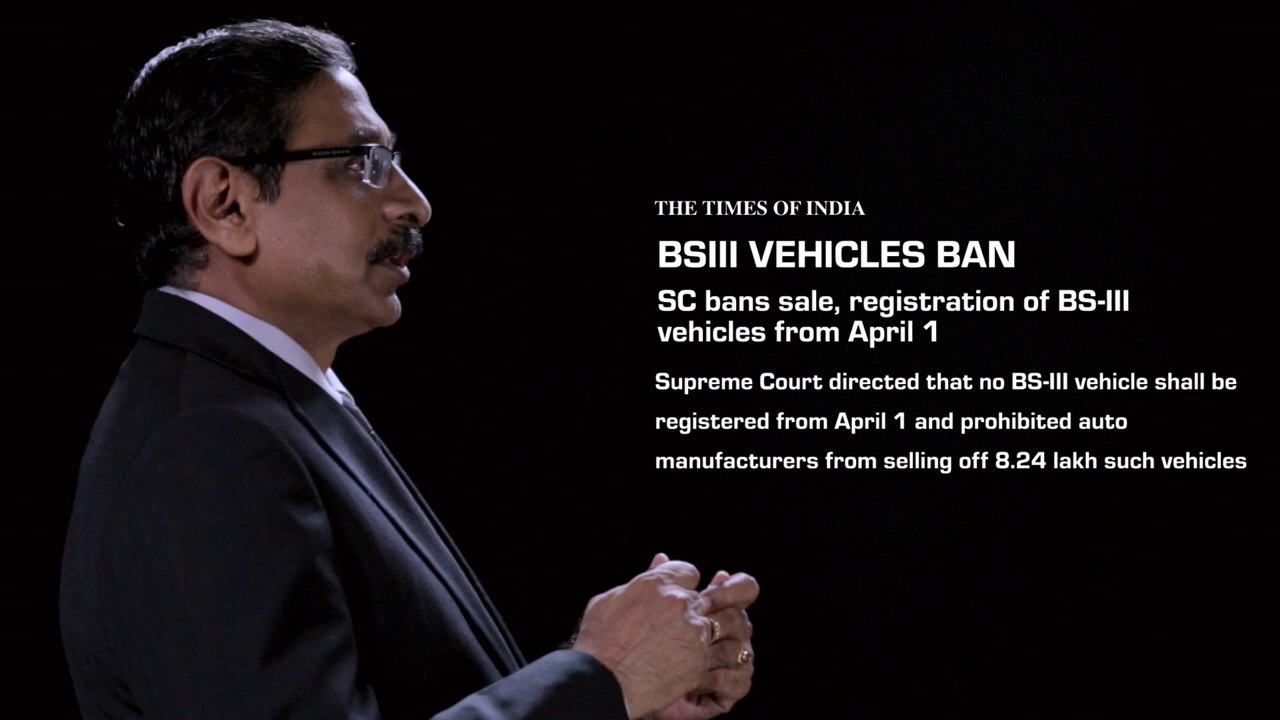 THE TIMES OF INDIA
BSIII VEHICLES BAN
SC bans sale, registration of BS-III
vehicles from April 1
Supreme Court directed that no BS-III vehicle shall be
registered from April 1 and prohibited auto
manufacturers from selling off 8.24 lakh such vehicles